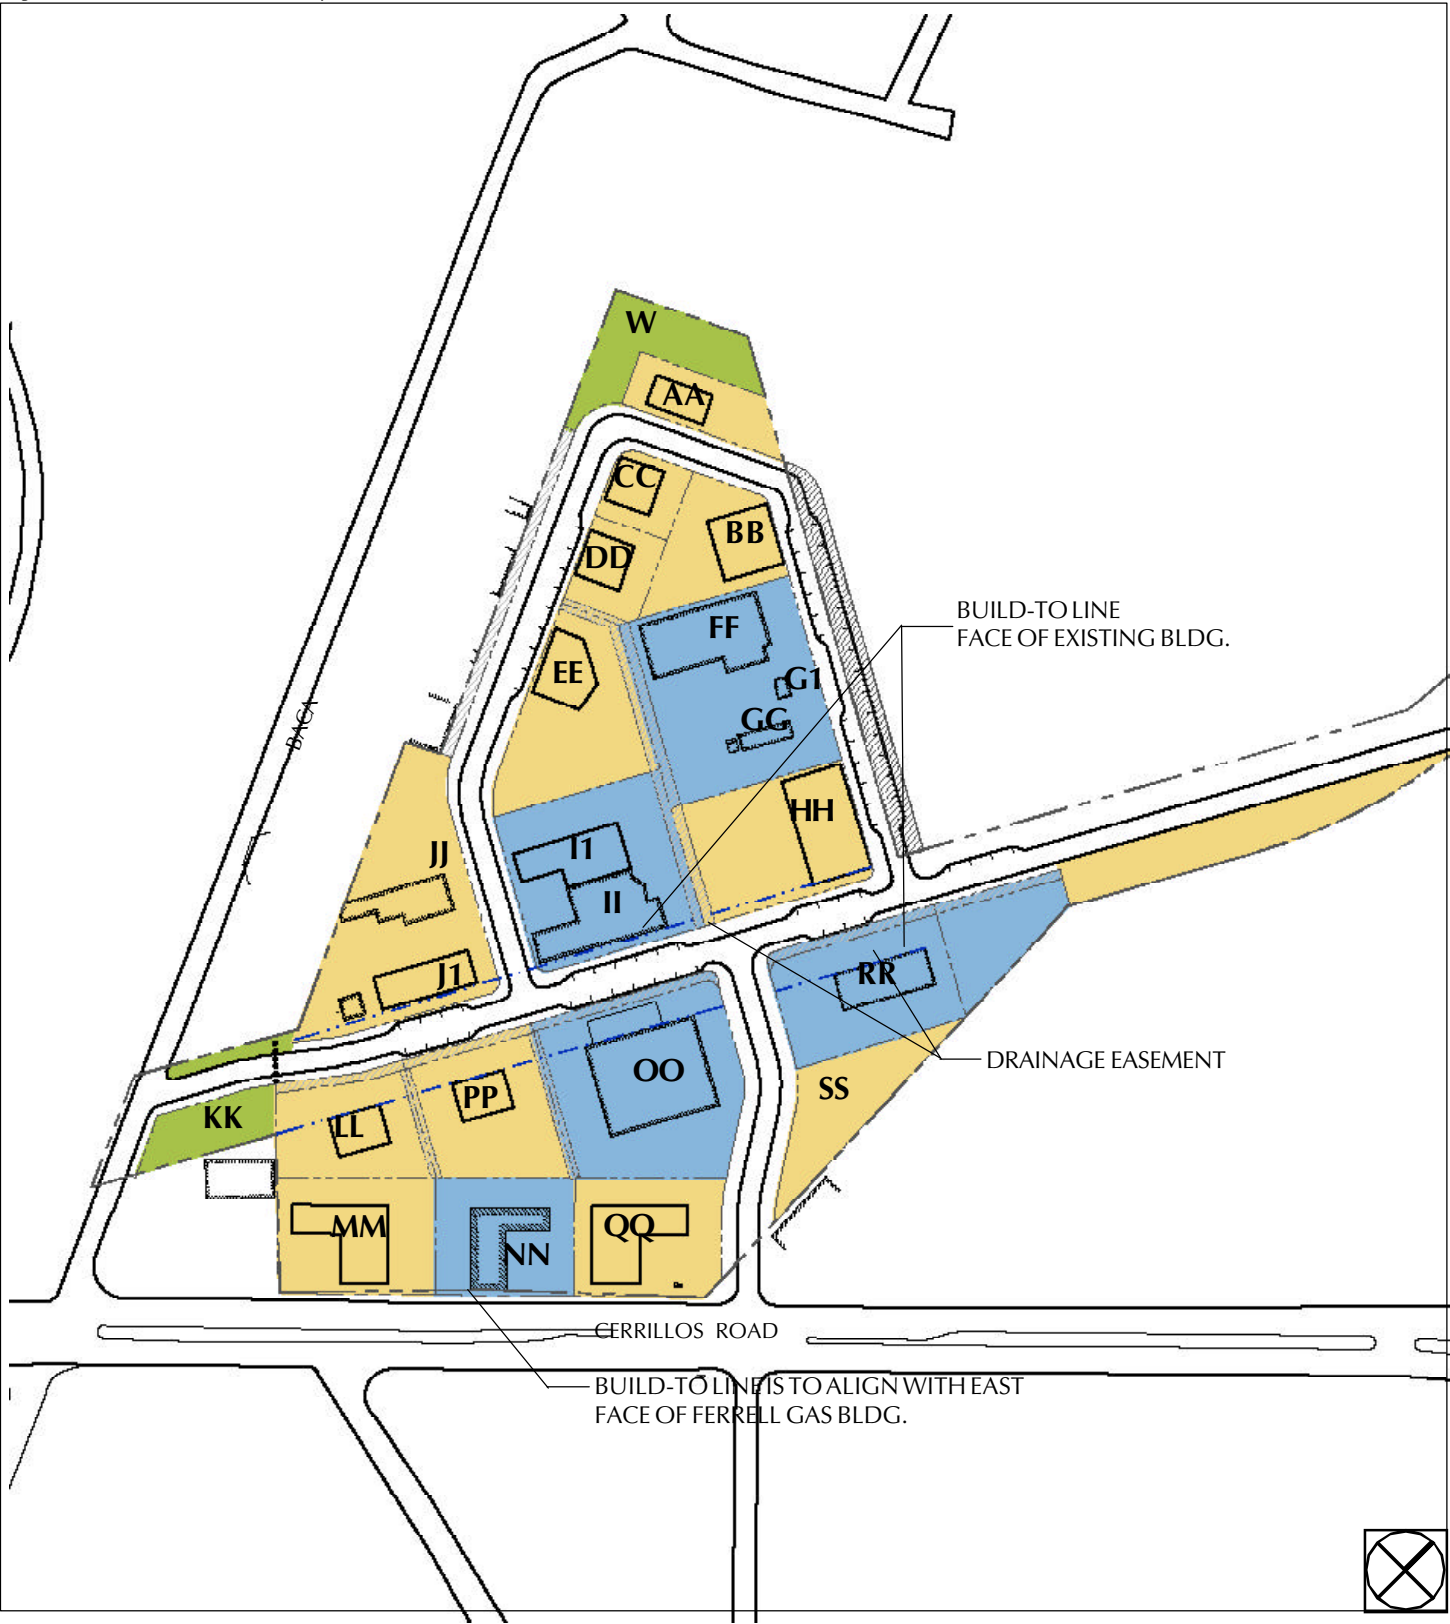 W
AA
CC
BB
DD
FF
EE
G1
GG
HH
BUILD-TO LINE
FACE OF EXISTING BLDG.
BACA
JJ
I1
II
J1
RR
OO
DRAINAGE EASEMENT
SS
PP
KK
LL
MM
NN
QQ
CERRILLOS ROAD
BUILD-TO LINE IS TO ALIGN WITH EAST
FACE OF FERRELL GAS BLDG.